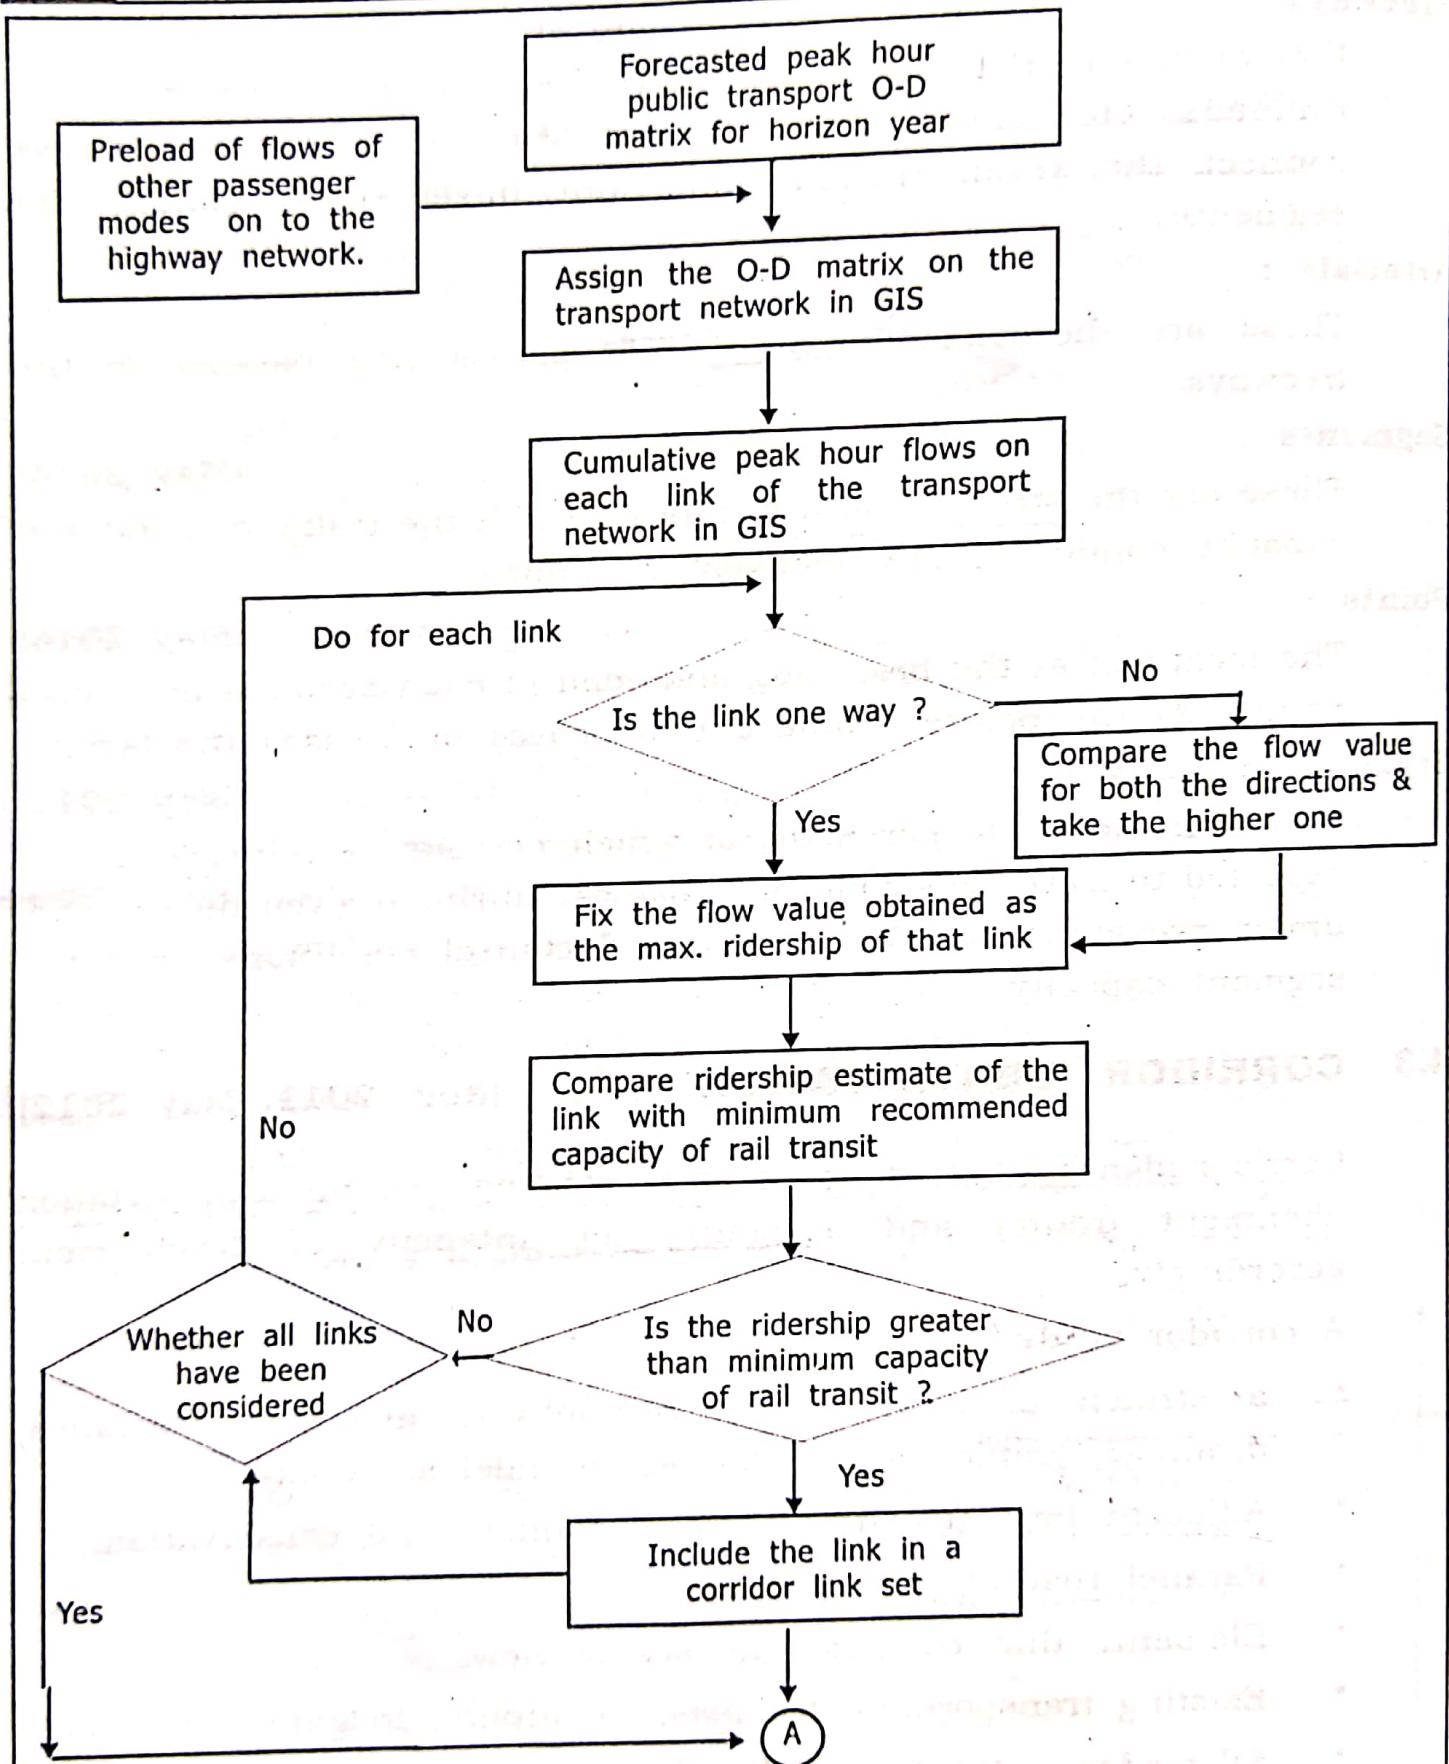 Forecasted peak hour
public transport O-D
matrix for horizon year
Preload of flows of
other passenger
modes on to the
highway network.
Assign the O-D matrix on the
transport network in GIS
Cumulative peak hour flows on
each link of the transport
network in GIS
Do for each link
Is the link one way ?
No
Compare the flow value
for both the directions &
take the higher one
Yes
Fix the flow value obtained as
the max. ridership of that link
Compare ridership estimate of the
link with minimum recommended
capacity of rail transit
No
Is the ridership greater
than minimum capacity
of rail transit ?
No
Whether all links
have been
considered
Yes
Include the link in a
corridor link set
Yes
A